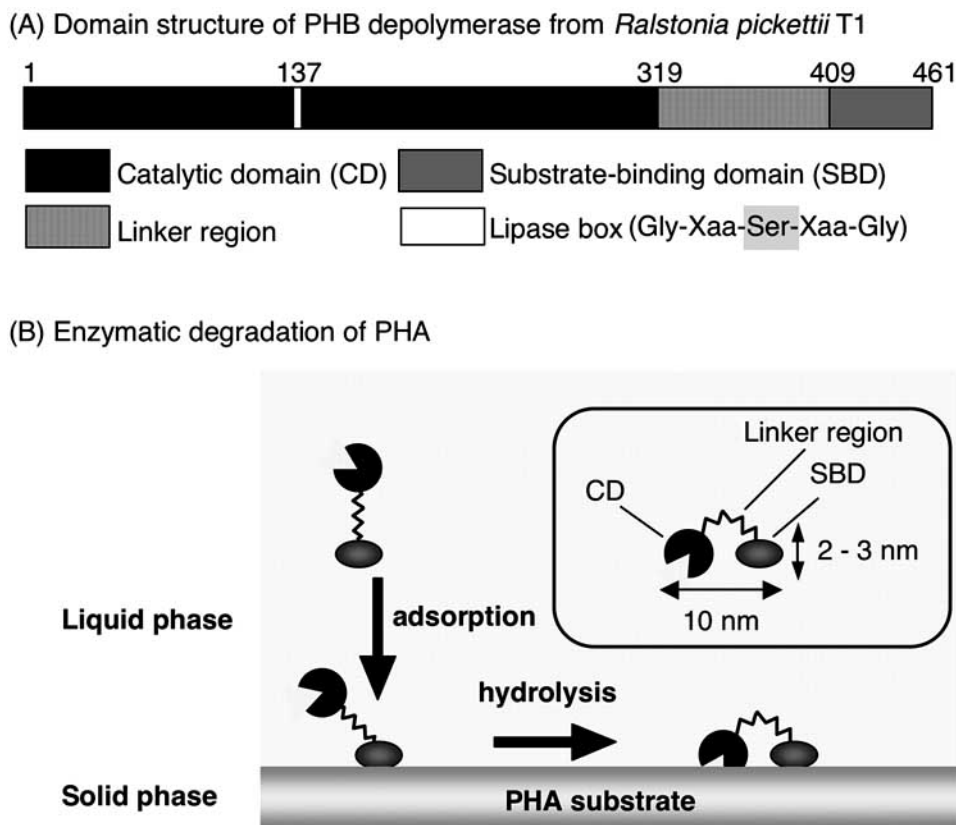 (A) Domain structure of PHB depolymerase from Ralstonia pickettii T1
1 137 319 409 461
Catalytic domain (CD) Substrate-binding domain (SBD)
Linker region Lipase box (Gly-Xaa-Ser-Xaa-Gly)
(B) Enzymatic degradation of PHA
Linker region
SBD
CD
2 - 3 nm
10 nm
Liquid phase
adsorption
hydrolysis
Solid phase
PHA substrate